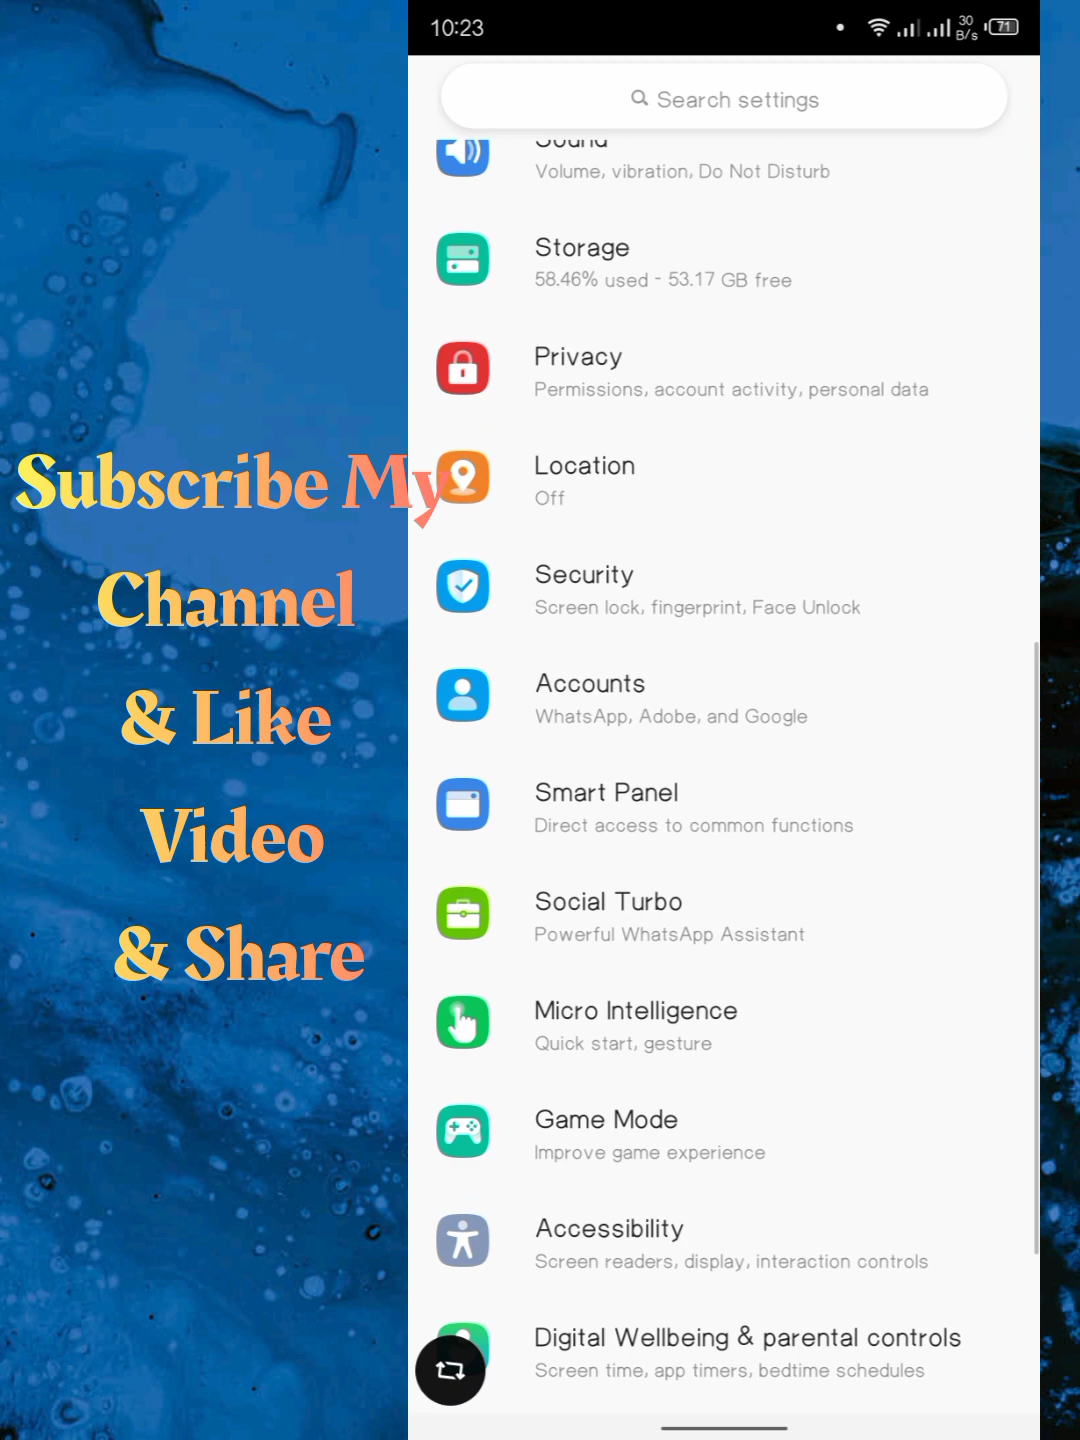 10:23
30
B/s
71
Search settings
Sound
Volume, vibration, Do Not Disturb
Storage
58.46% used - 53.17 GB free
Privacy
Permissions, account activity, personal data
Location
Off
Security
Screen lock, fingerprint, Face Unlock
Accounts
WhatsApp, Adobe, and Google
Smart Panel
Direct access to common functions
Social Turbo
Powerful WhatsApp Assistant
Micro Intelligence
Quick start, gesture
Game Mode
Improve game experience
Accessibility
Screen readers, display, interaction controls
Digital Wellbeing & parental controls
Screen time, app timers, bedtime schedules
Subscribe My
Channel
& Like
Video
& Share